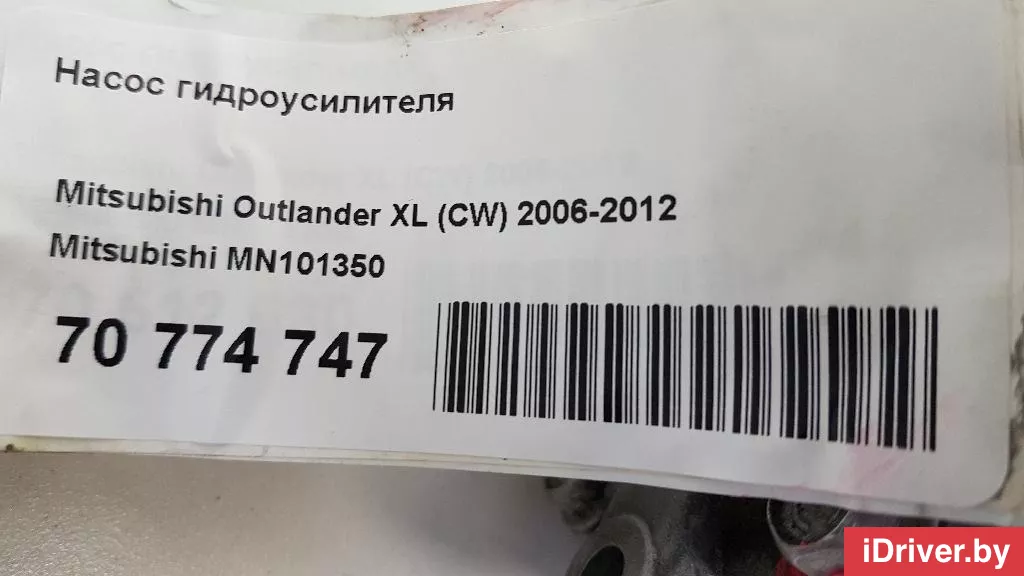 Насос гидроусилителя
Mitsubishi Outlander XL (CW) 2006-2012
Mitsubishi MN101350
70 774 747
iDriver.by